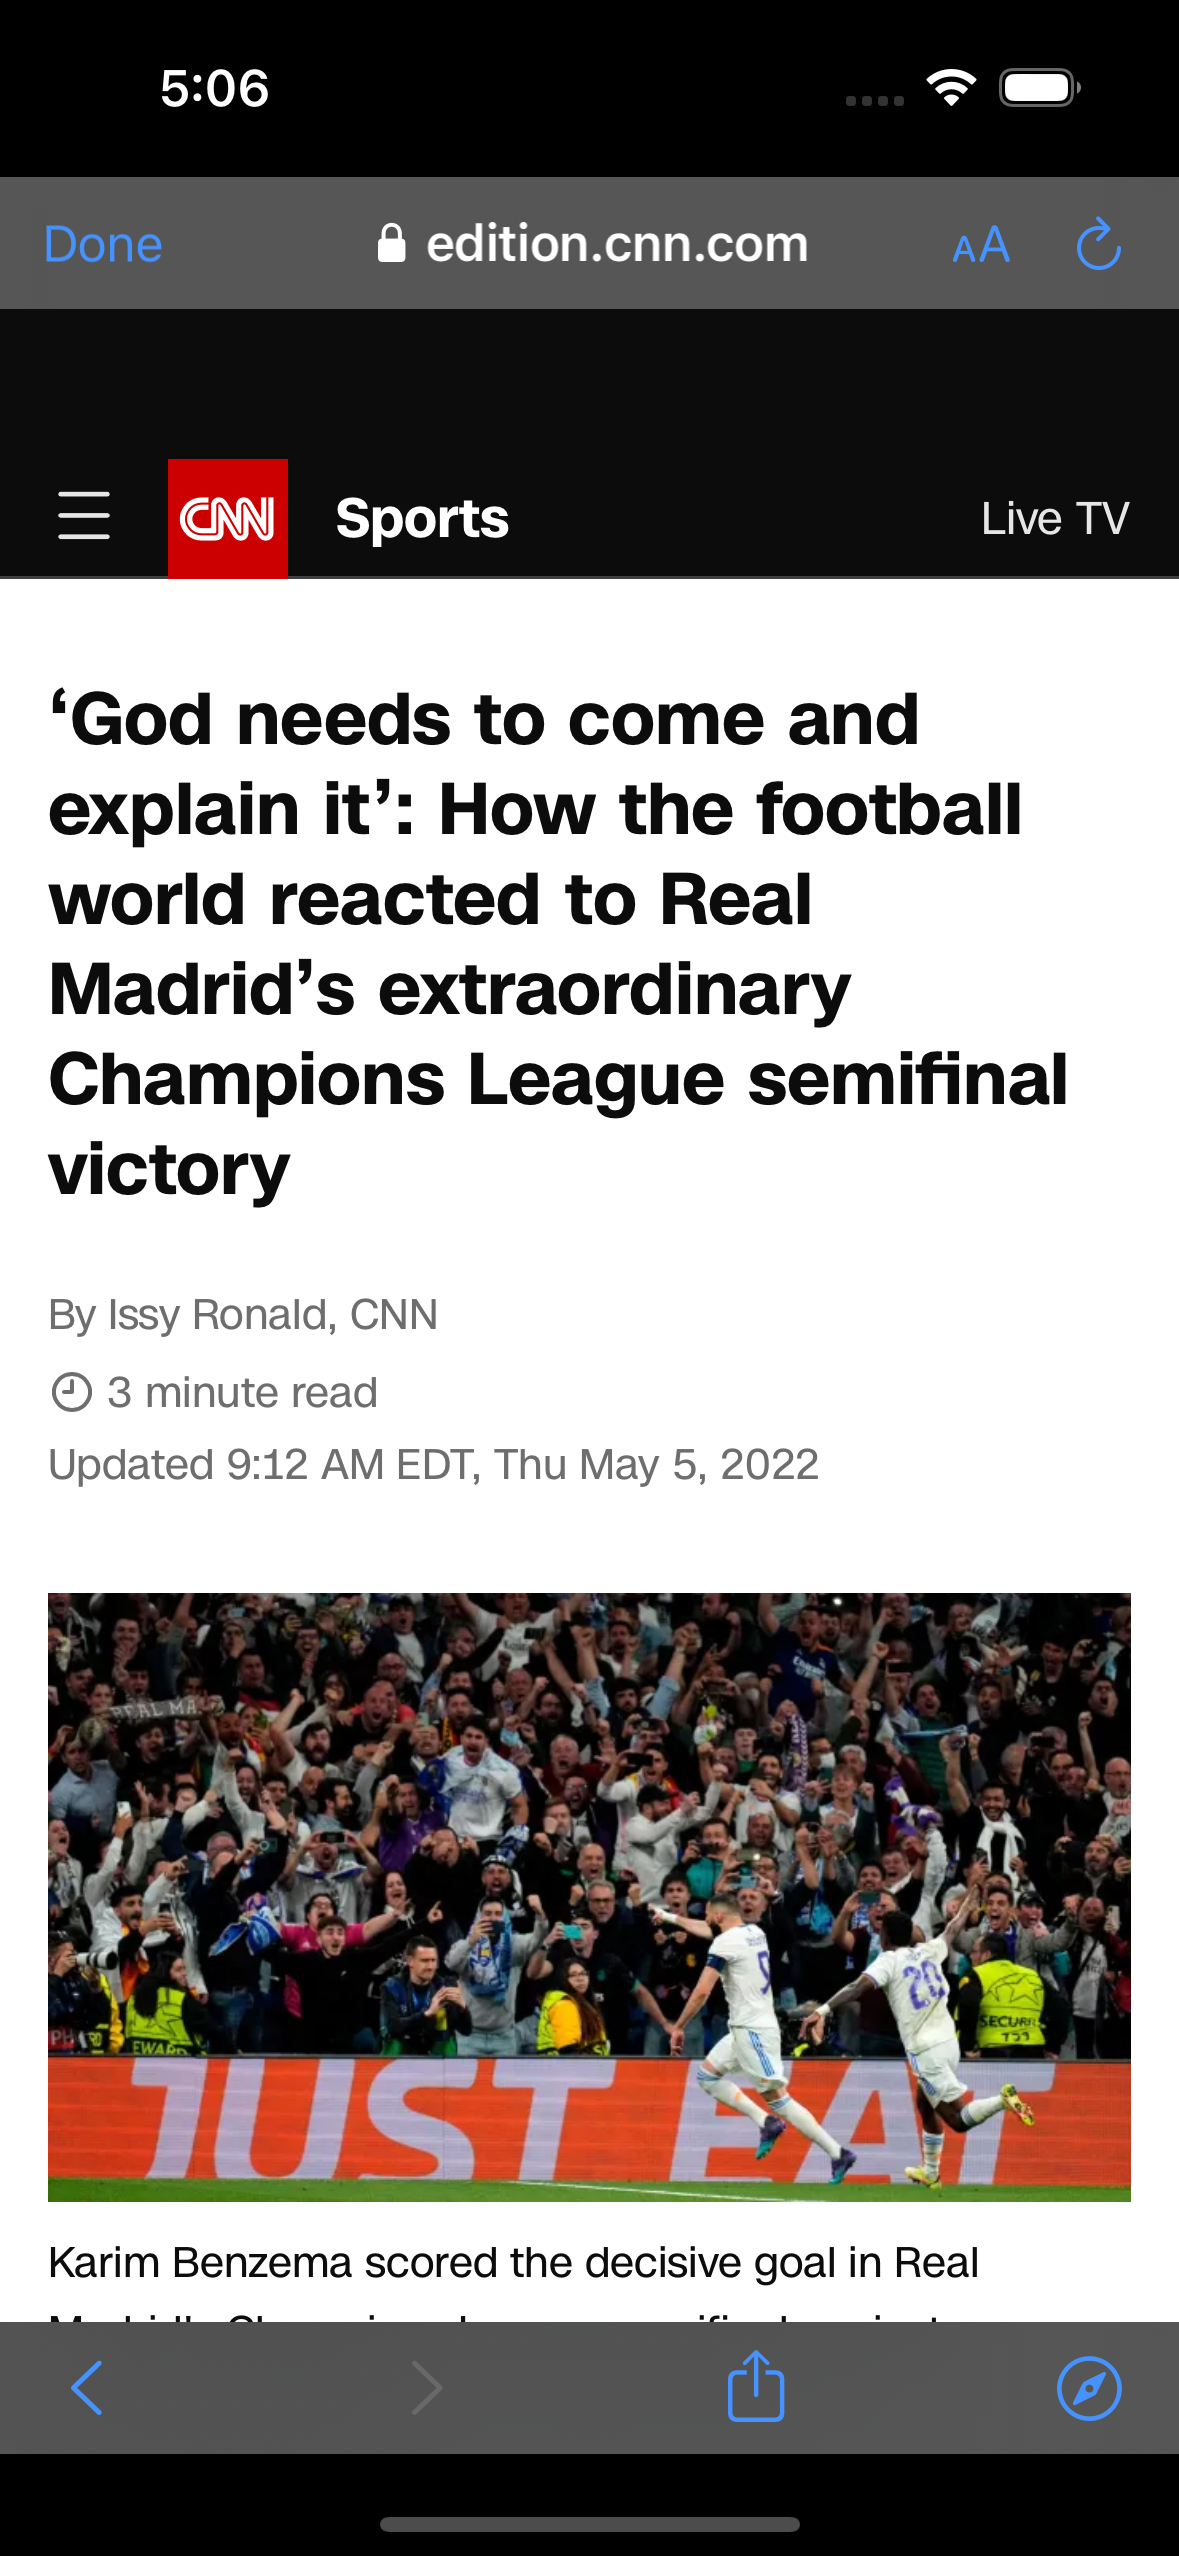 5:06
Done
edition.cnn.com
AA
CNN
Sports
Live TV
‘God needs to come and
explain it’: How the football
world reacted to Real
Madrid’s extraordinary
Champions League semifinal
victory
By Issy Ronald, CNN
3 minute read
Updated 9:12 AM EDT, Thu May 5, 2022
REAL MA
9
20
EWARD
JUST EAT
Karim Benzema scored the decisive goal in Real